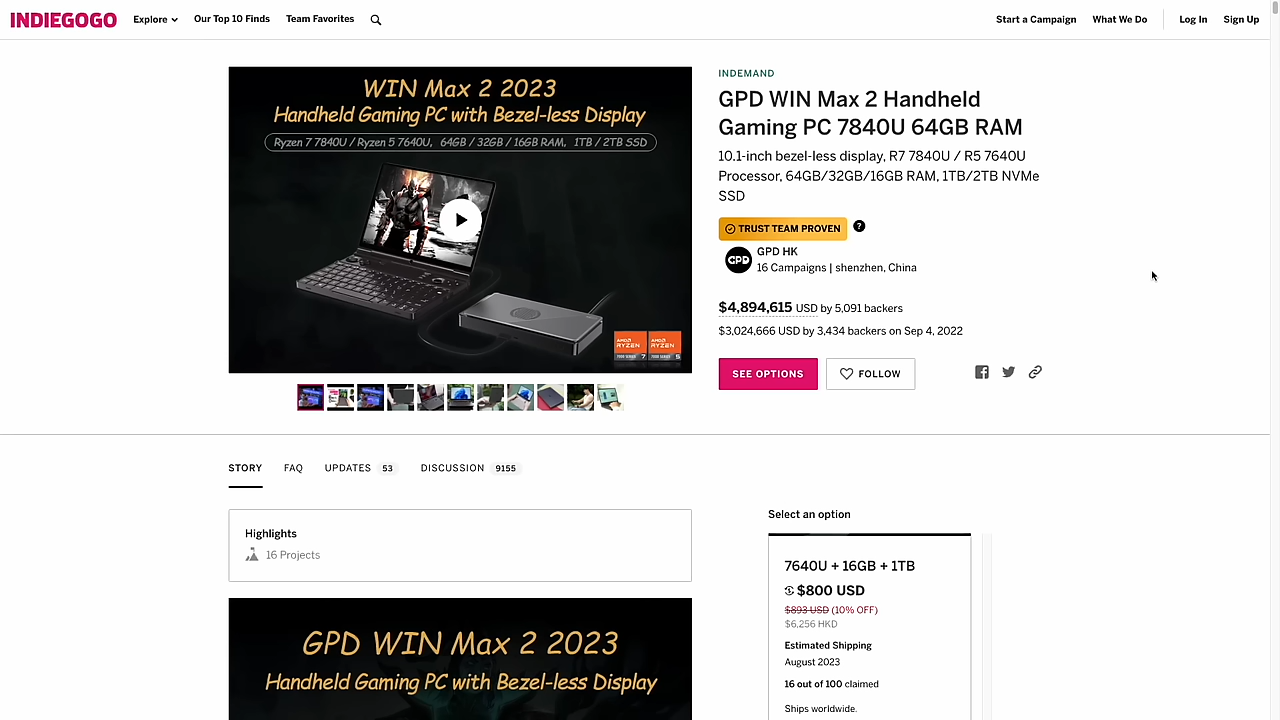 INDIEGOGO
Explore
Our Top 10 Finds
Team Favorites
Start a Campaign
What We Do
Log In
Sign Up
WIN Max 2 2023
Handheld Gaming PC with Bezel-less Display
Ryzen 7 7840U / Ryzen 5 7640U, 64GB / 32GB / 16GB RAM, 1TB / 2TB SSD
AMD RYZEN 7
AMD RYZEN 5
INDEMAND
GPD WIN Max 2 Handheld
Gaming PC 7840U 64GB RAM
10.1-inch bezel-less display, R7 7840U / R5 7640U
Processor, 64GB/32GB/16GB RAM, 1TB/2TB NVMe
SSD
TRUST TEAM PROVEN
?
GPD
GPD HK
16 Campaigns | shenzhen, China
$4,894,615 USD by 5,091 backers
$3,024,666 USD by 3,434 backers on Sep 4, 2022
SEE OPTIONS
FOLLOW
STORY
FAQ
UPDATES 53
DISCUSSION 9155
Highlights
16 Projects
GPD WIN Max 2 2023
Handheld Gaming PC with Bezel-less Display
Select an option
7640U + 16GB + 1TB
$800 USD
$893 USD (10% OFF)
$6,256 HKD
Estimated Shipping
August 2023
16 out of 100 claimed
Ships worldwide.